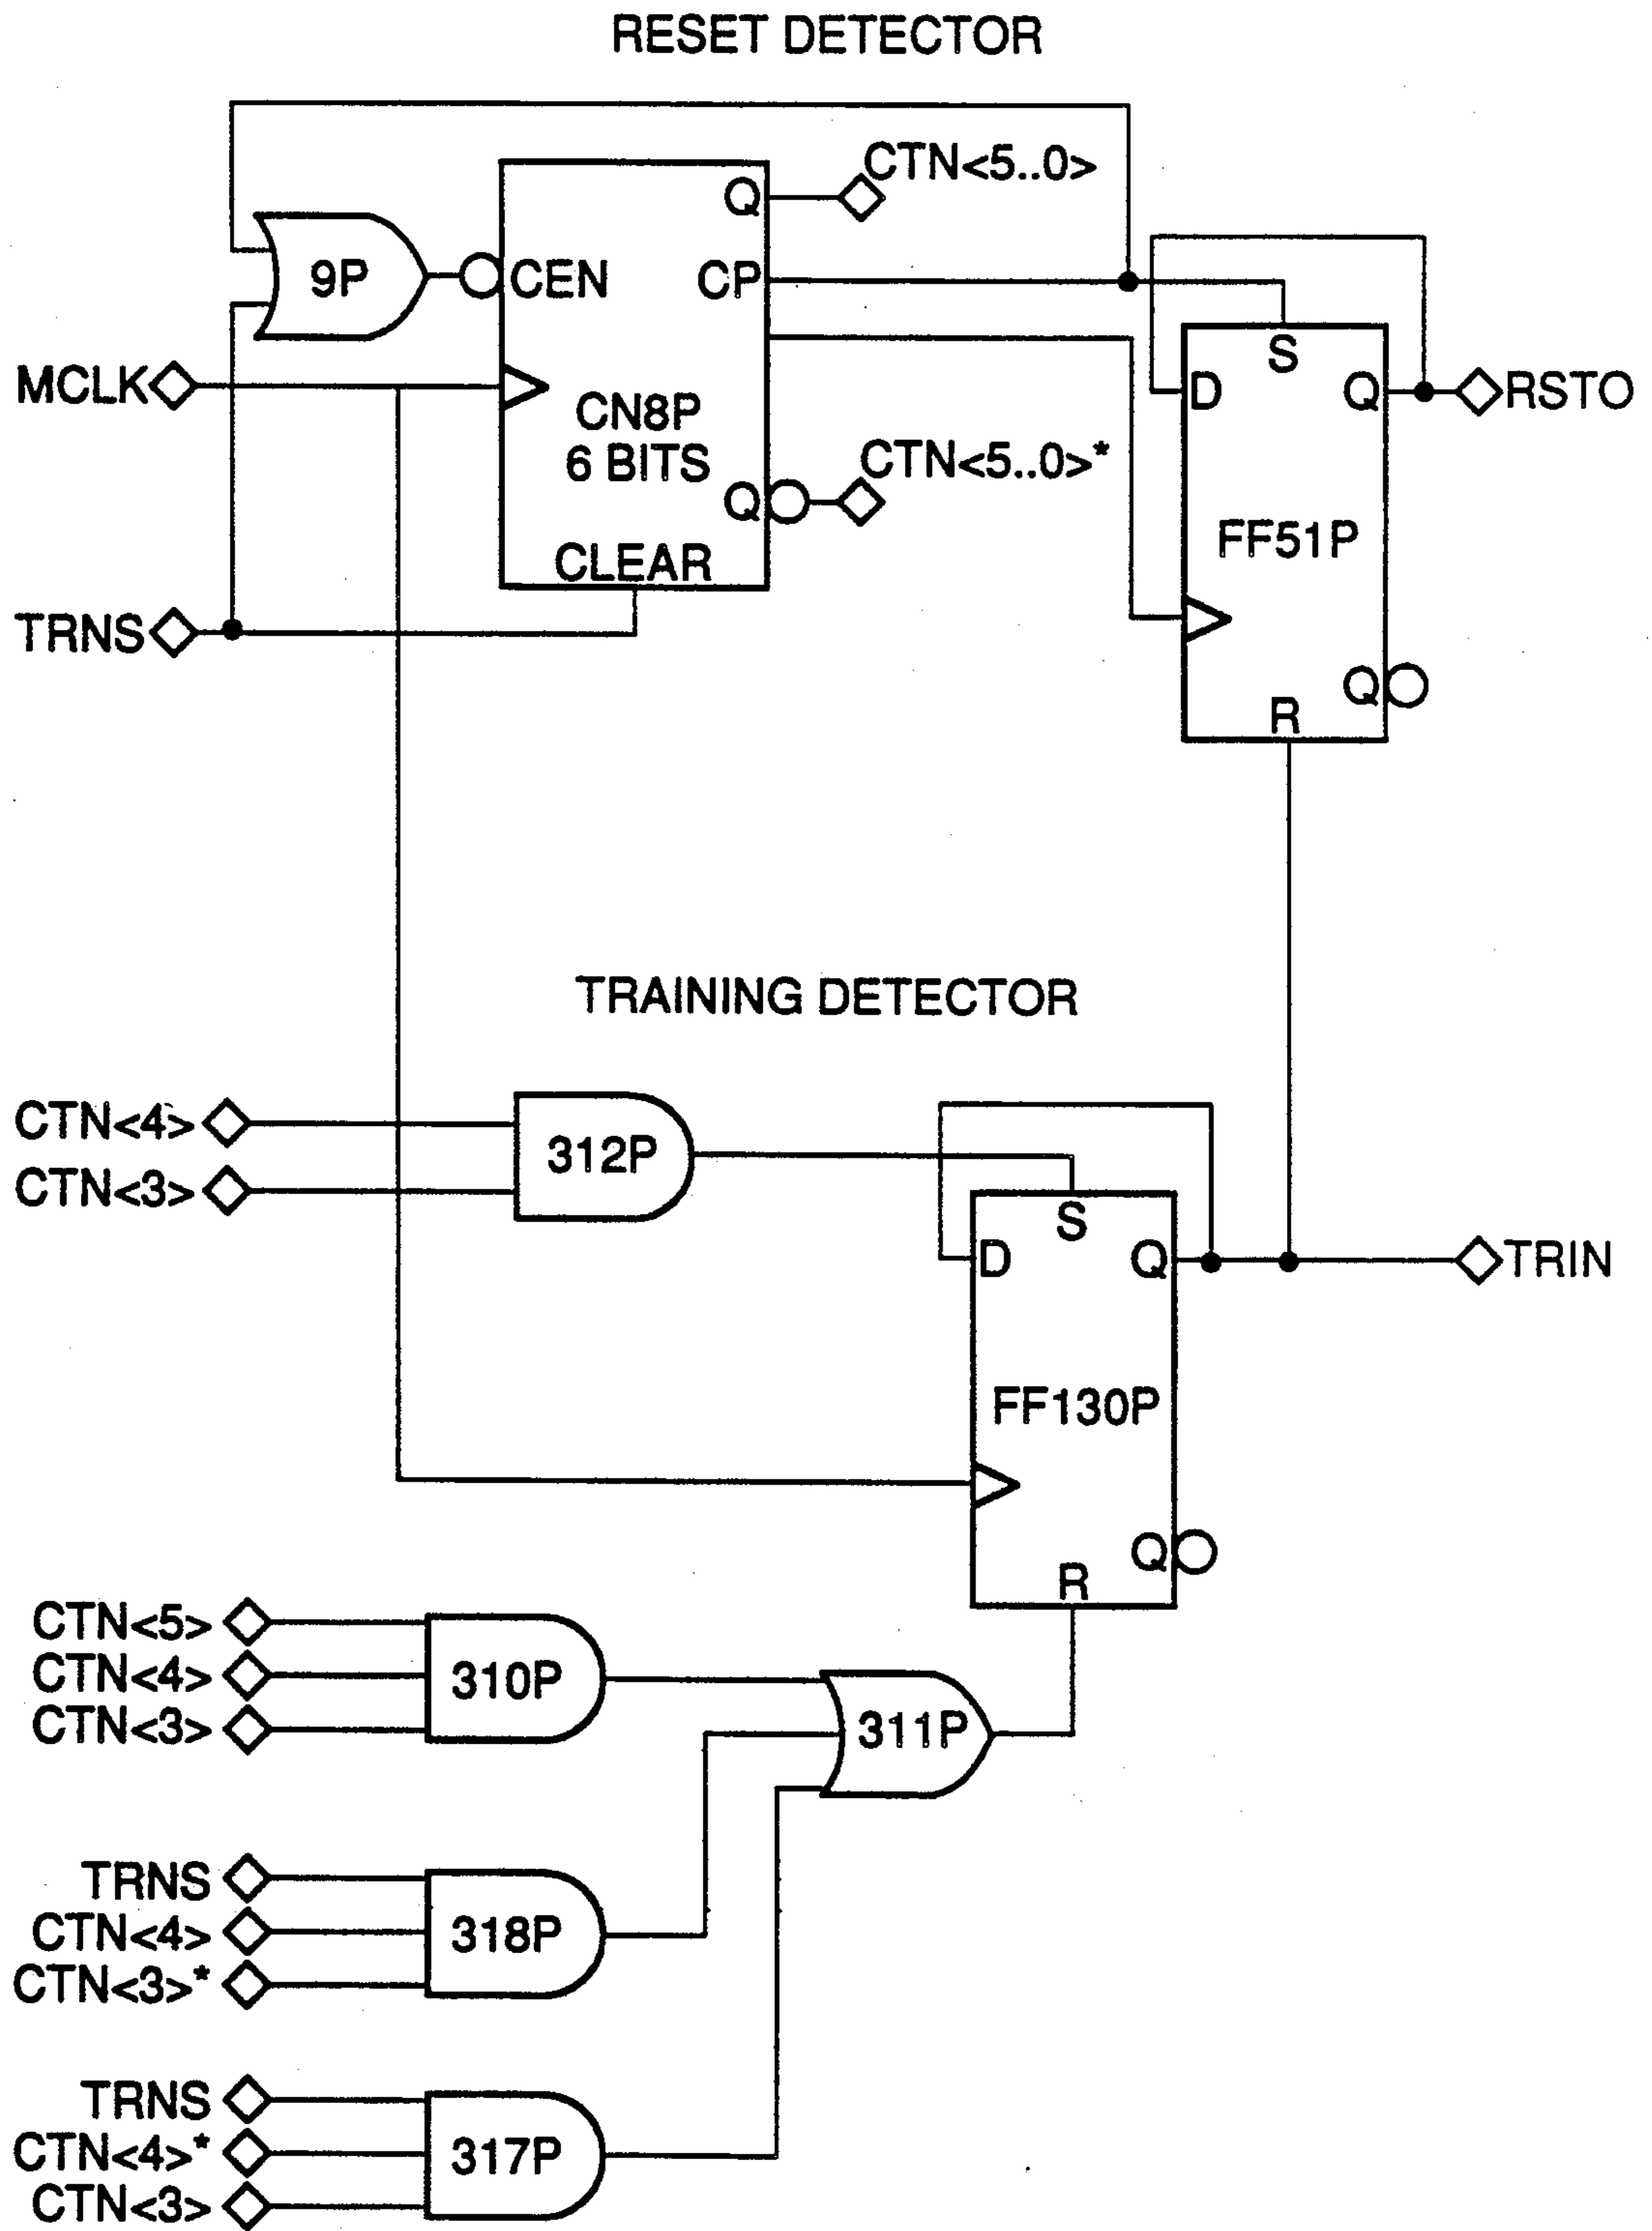 RESET DETECTOR
CTN<5..0>
9P
CEN
Q
CP
S
MCLK
D
Q
RSTO
CN8P
6 BITS
Q
CTN<5..0>*
FF51P
CLEAR
TRNS
Q
R
TRAINING DETECTOR
CTN<4>
312P
CTN<3>
S
D
Q
TRIN
FF130P
Q
R
CTN<5>
CTN<4>
310P
CTN<3>
311P
TRNS
CTN<4>
318P
CTN<3>*
TRNS
CTN<4>*
317P
CTN<3>